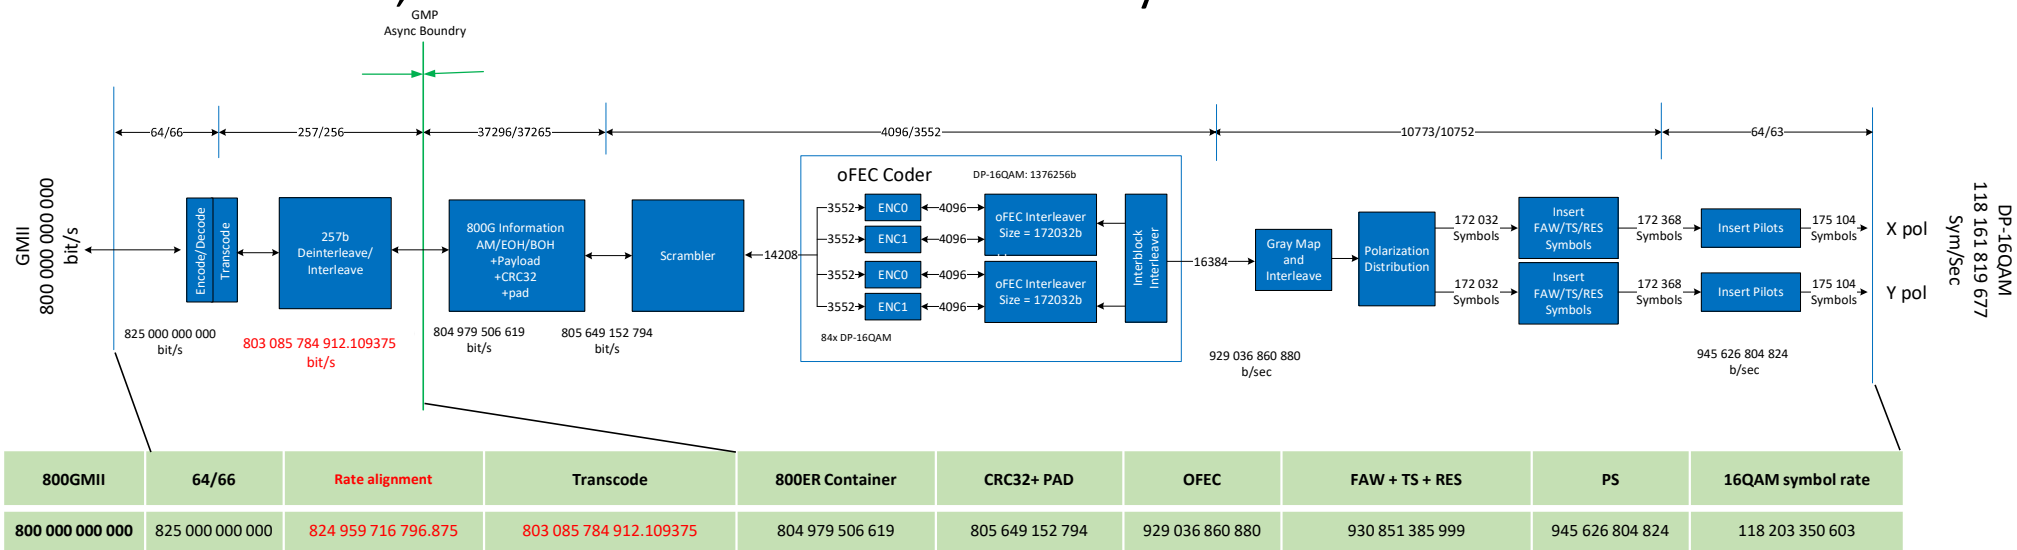 GMP
Async Boundry
64/66
257/256
37296/37265
4096/3552
10773/10752
64/63
GMII
800 000 000 000
bit/s
Encode/Decode
Transcode
257b
Deinterleave/
Interleave
800G Information
AM/EOH/BOH
+Payload
+CRC32
+pad
Scrambler
14208
oFEC Coder
DP-16QAM: 1376256b
3552
ENC0
4096
3552
ENC1
4096
oFEC Interleaver
Size = 172032b
3552
ENC0
4096
3552
ENC1
4096
oFEC Interleaver
Size = 172032b
84x DP-16QAM
Interblock
Interleaver
16384
Gray Map
and
Interleave
Polarization
Distribution
172 032
Symbols
Insert
FAW/TS/RES
Symbols
172 368
Symbols
Insert Pilots
175 104
Symbols
X pol
172 032
Symbols
Insert
FAW/TS/RES
Symbols
172 368
Symbols
Insert Pilots
175 104
Symbols
Y pol
DP-16QAM
118 161 819 677
Sym/Sec
825 000 000 000
bit/s
803 085 784 912.109375
bit/s
804 979 506 619
bit/s
805 649 152 794
bit/s
929 036 860 880
b/sec
945 626 804 824
b/sec
800GMII 64/66 Rate alignment Transcode 800ER Container CRC32+ PAD OFEC FAW + TS + RES PS 16QAM symbol rate
800 000 000 000 825 000 000 000 824 959 716 796.875 803 085 784 912.109375 804 979 506 619 805 649 152 794 929 036 860 880 930 851 385 999 945 626 804 824 118 203 350 603